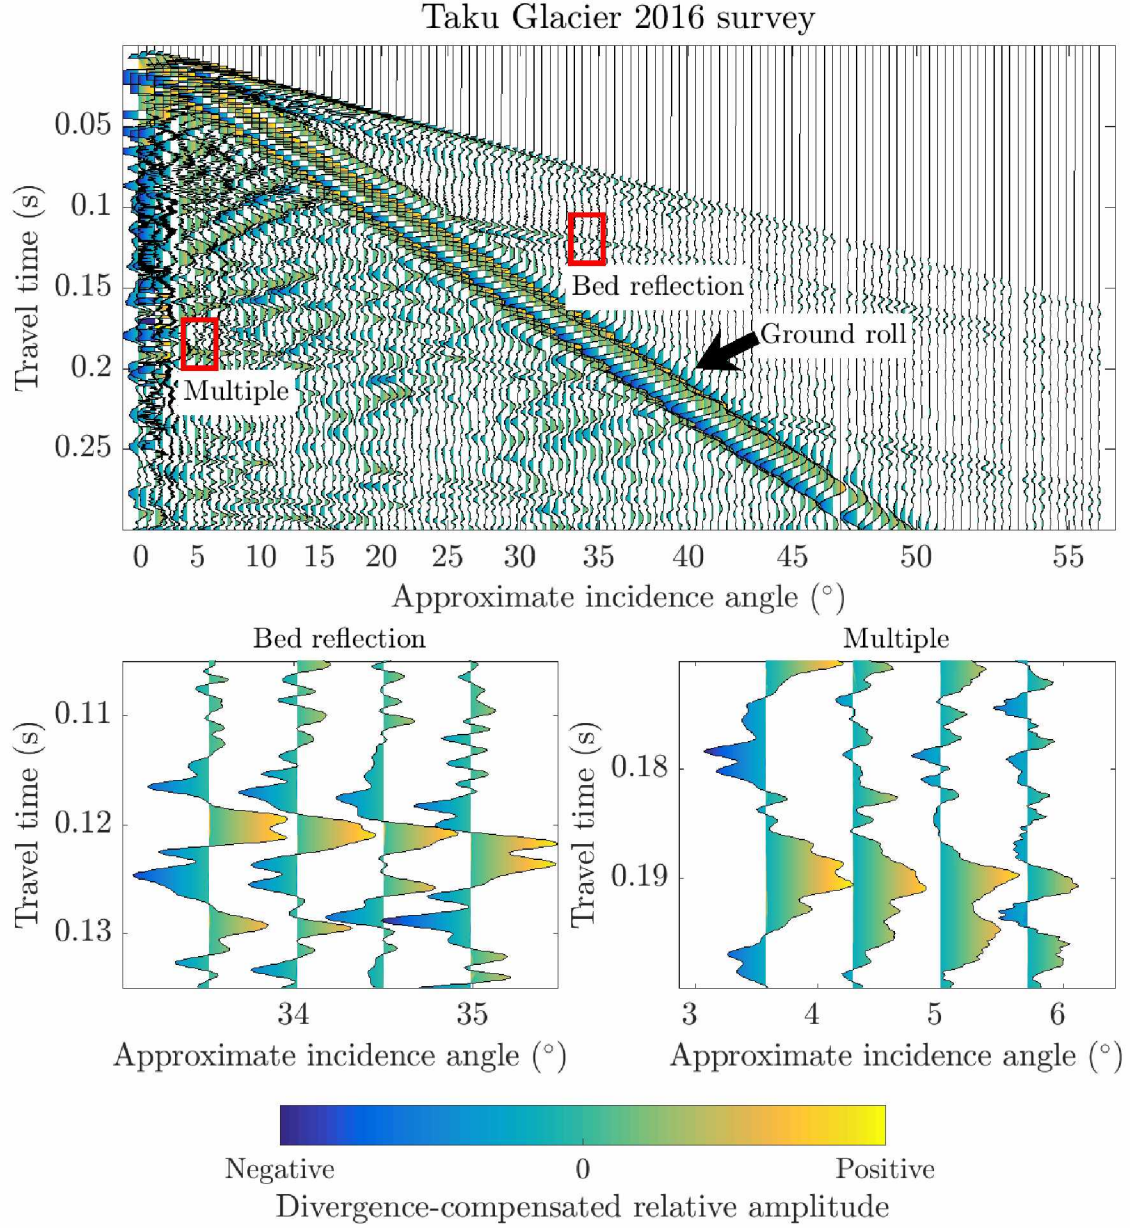 Taku Glacier 2016 survey
Travel time (s)
0.05
0.1
0.15
0.2
0.25
Bed reflection
Ground roll
Multiple
0 5 10 15 20 25 30 35 40 45 50 55
Approximate incidence angle (°)
Bed reflection
Travel time (s)
0.11
0.12
0.13
34 35
Approximate incidence angle (°)
Multiple
Travel time (s)
0.18
0.19
3 4 5 6
Approximate incidence angle (°)
Negative 0 Positive
Divergence-compensated relative amplitude